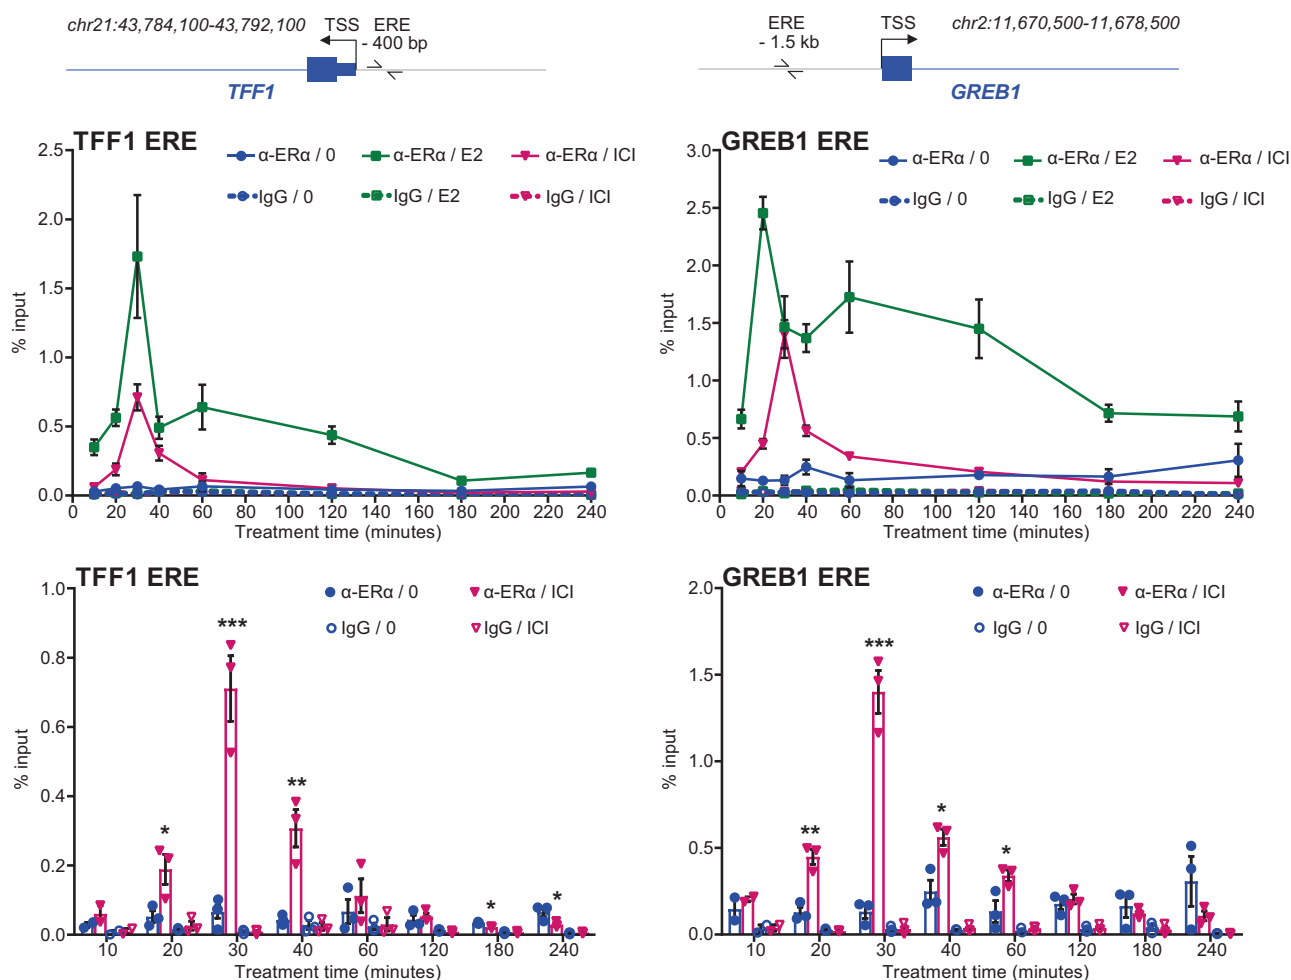 chr21:43,784,100-43,792,100
TSS ERE
- 400 bp
TFF1
ERE TSS chr2:11,670,500-11,678,500
- 1.5 kb
GREB1
TFF1 ERE
α-ERα / 0 α-ERα / E2 α-ERα / ICI
IgG / 0 IgG / E2 IgG / ICI
2.5
2.0
1.5
1.0
0.5
0.0
% input
0 20 40 60 80 100 120 140 160 180 200 220 240
Treatment time (minutes)
GREB1 ERE
α-ERα / 0 α-ERα / E2 α-ERα / ICI
IgG / 0 IgG / E2 IgG / ICI
3.0
2.5
2.0
1.5
1.0
0.5
0.0
% input
0 20 40 60 80 100 120 140 160 180 200 220 240
Treatment time (minutes)
TFF1 ERE
α-ERα / 0 α-ERα / ICI
IgG / 0 IgG / ICI
1.0
0.8
0.6
0.4
0.2
0.0
% input
* *** ** * *
10 20 30 40 60 120 180 240
Treatment time (minutes)
GREB1 ERE
α-ERα / 0 α-ERα / ICI
IgG / 0 IgG / ICI
2.0
1.5
1.0
0.5
0.0
% input
** *** * *
10 20 30 40 60 120 180 240
Treatment time (minutes)